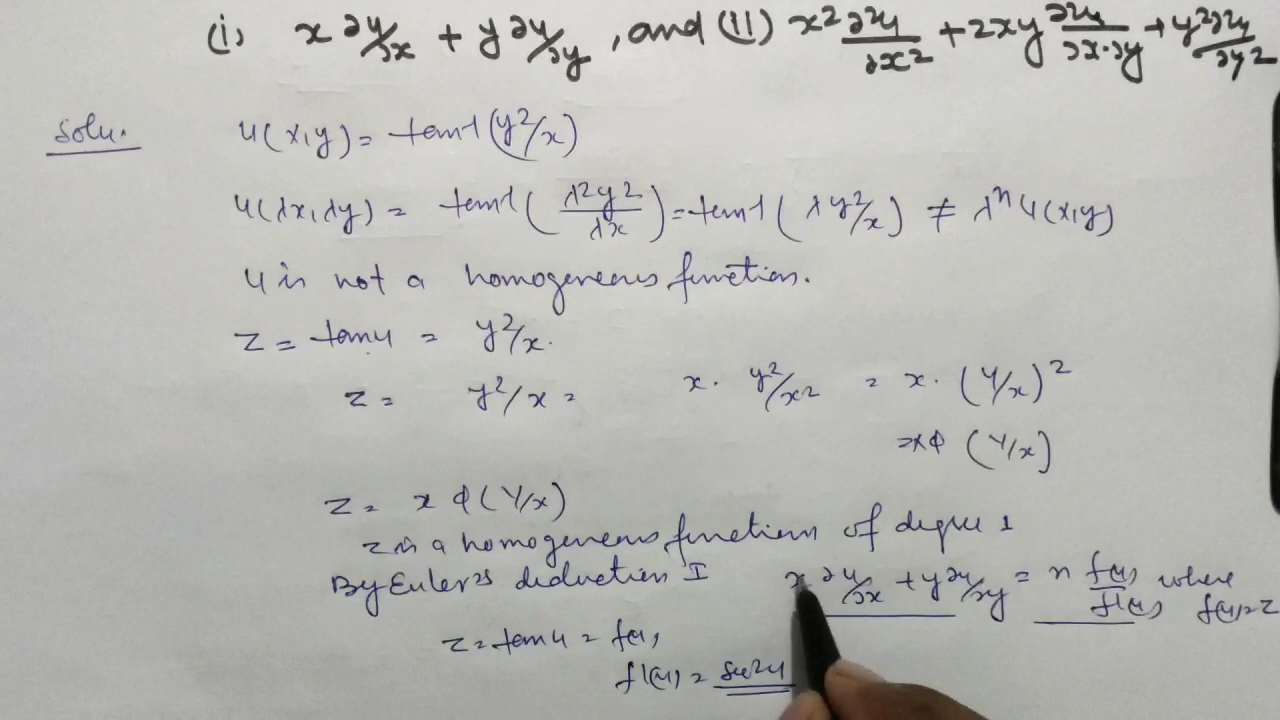 (i) x ∂u/∂x + y ∂u/∂y , and (II) x² ∂²u/∂x² + 2xy ∂²u/∂x·∂y + y² ∂²u/∂y²
Solu. u(x,y) = tan⁻¹(y²/x)
u(λx,λy) = tan⁻¹(λ²y²/λx) = tan⁻¹(λy²/x) ≠ λⁿ u(x,y)
u is not a homogeneous function.
z = tan u = y²/x.
z = y²/x = x. y²/x² = x. (y/x)²
= xϕ (y/x)
z = x ϕ(y/x)
z is a homogeneous function of degree 1
By Euler's deduction I x ∂u/∂x + y ∂u/∂y = n f(u)/f'(u) where f(u)=z
z = tan u = f(u),
f'(u) = sec²u